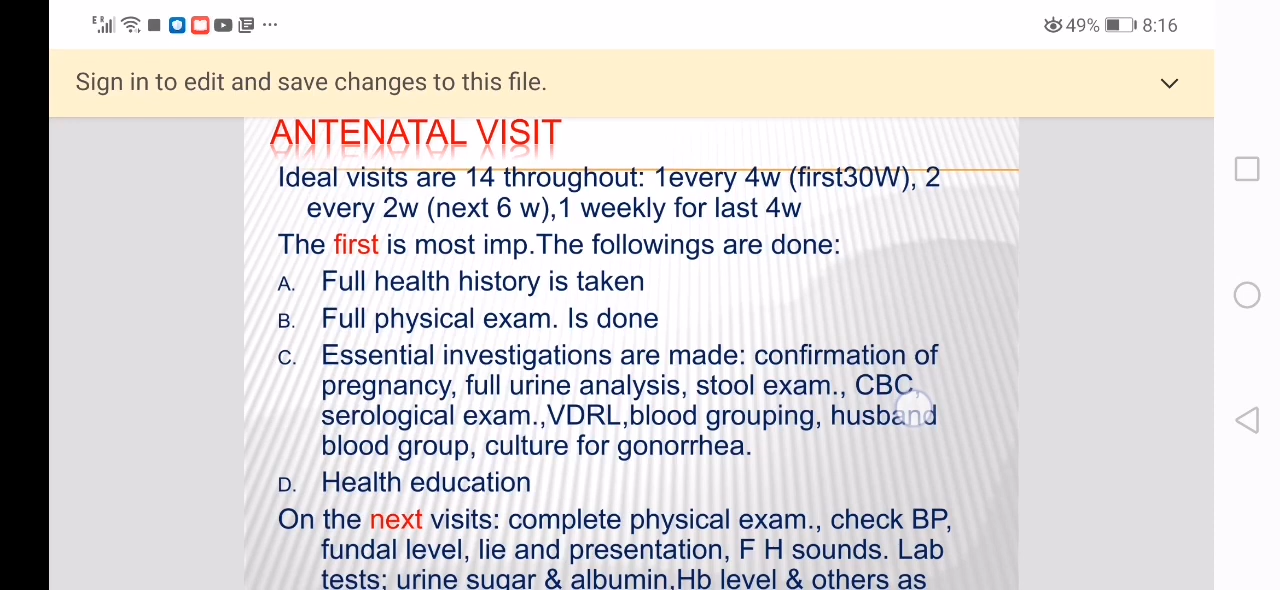 49% 8:16
Sign in to edit and save changes to this file.
ANTENATAL VISIT
Ideal visits are 14 throughout: 1every 4w (first30W), 2
every 2w (next 6 w),1 weekly for last 4w
The first is most imp.The followings are done:
A. Full health history is taken
B. Full physical exam. Is done
C. Essential investigations are made: confirmation of
pregnancy, full urine analysis, stool exam., CBC,
serological exam.,VDRL,blood grouping, husband
blood group, culture for gonorrhea.
D. Health education
On the next visits: complete physical exam., check BP,
fundal level, lie and presentation, F H sounds. Lab
tests; urine sugar & albumin,Hb level & others as